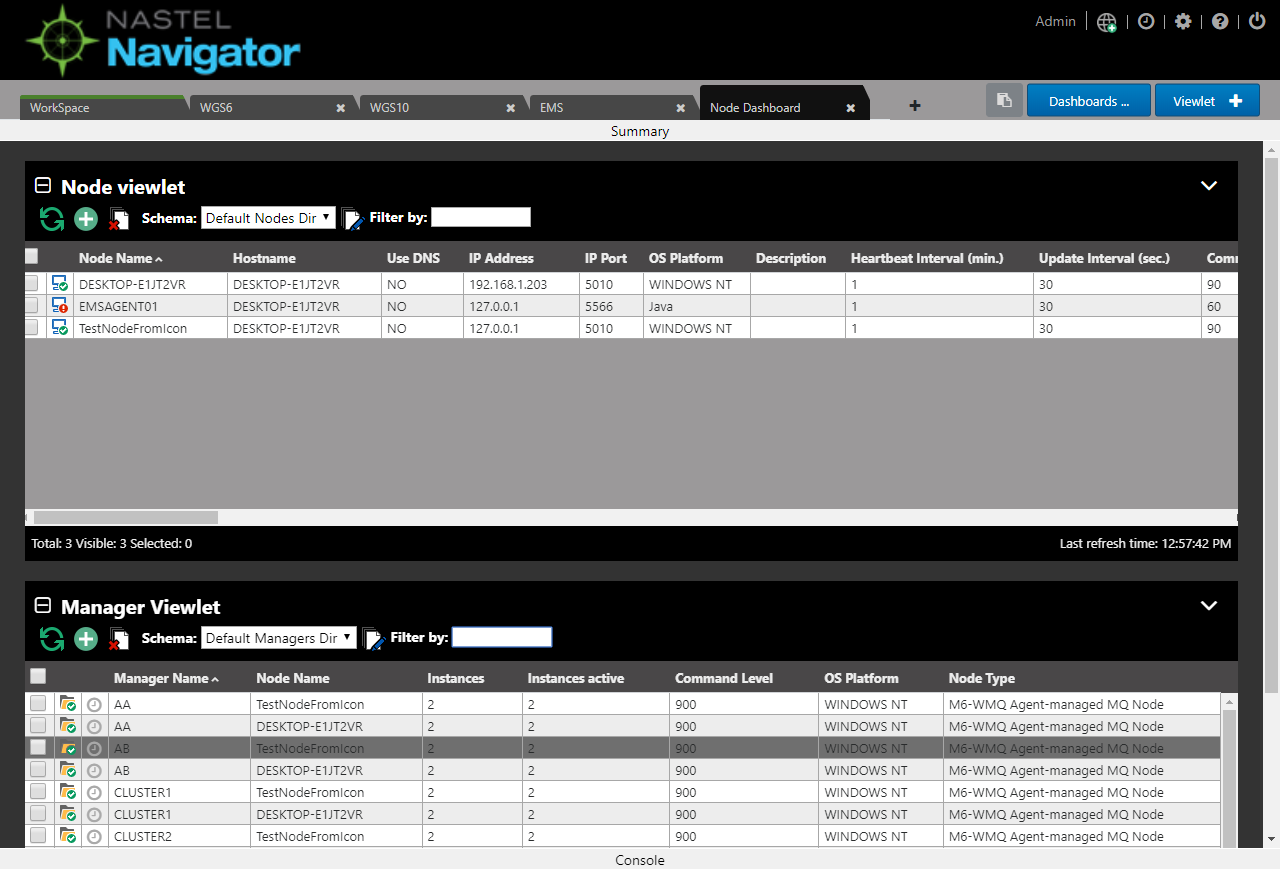 NASTEL
Navigator
Admin
WorkSpace
WGS6
WGS10
EMS
Node Dashboard
Dashboards ...
Viewlet
Summary
Node viewlet
Schema: Default Nodes Dir Filter by:
Node Name Hostname Use DNS IP Address IP Port OS Platform Description Heartbeat Interval (min.) Update Interval (sec.)
DESKTOP-E1JT2VR DESKTOP-E1JT2VR NO 192.168.1.203 5010 WINDOWS NT 1 30 90
EMSAGENT01 DESKTOP-E1JT2VR NO 127.0.0.1 5566 Java 1 30 60
TestNodeFromIcon DESKTOP-E1JT2VR NO 127.0.0.1 5010 WINDOWS NT 1 30 90
Total: 3 Visible: 3 Selected: 0 Last refresh time: 12:57:42 PM
Manager Viewlet
Schema: Default Managers Dir Filter by:
Manager Name Node Name Instances Instances active Command Level OS Platform Node Type
AA TestNodeFromIcon 2 2 900 WINDOWS NT M6-WMQ Agent-managed MQ Node
AA DESKTOP-E1JT2VR 2 2 900 WINDOWS NT M6-WMQ Agent-managed MQ Node
AB TestNodeFromIcon 2 2 900 WINDOWS NT M6-WMQ Agent-managed MQ Node
AB DESKTOP-E1JT2VR 2 2 900 WINDOWS NT M6-WMQ Agent-managed MQ Node
CLUSTER1 TestNodeFromIcon 2 2 900 WINDOWS NT M6-WMQ Agent-managed MQ Node
CLUSTER1 DESKTOP-E1JT2VR 2 2 900 WINDOWS NT M6-WMQ Agent-managed MQ Node
CLUSTER2 TestNodeFromIcon 2 2 900 WINDOWS NT M6-WMQ Agent-managed MQ Node
Console